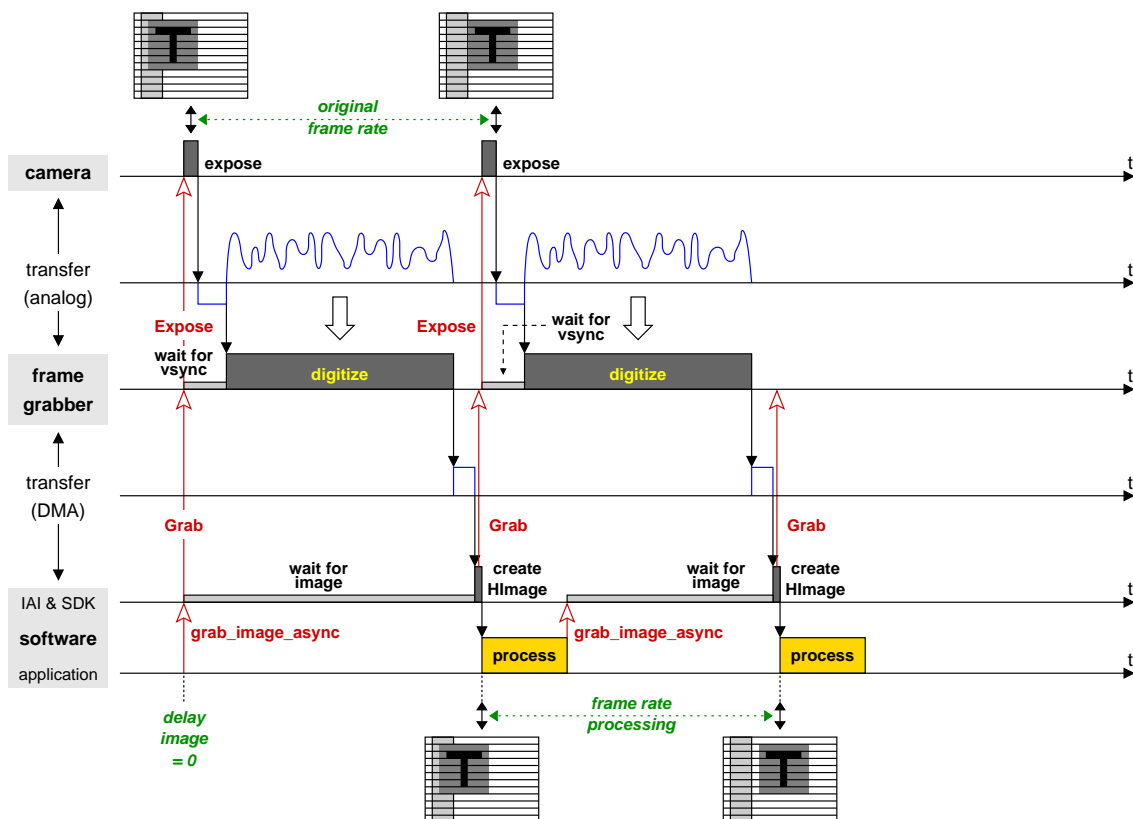 T
T
original
frame rate
expose
expose
t
camera
transfer
(analog)
t
Expose
Expose
wait for
vsync
wait for
vsync
frame
grabber
digitize
digitize
t
transfer
(DMA)
t
Grab
Grab
Grab
wait for
image
create
HImage
wait for
image
create
HImage
IAI & SDK
software
application
t
grab_image_async
grab_image_async
process
process
t
delay
image
= 0
frame rate
processing
T
T